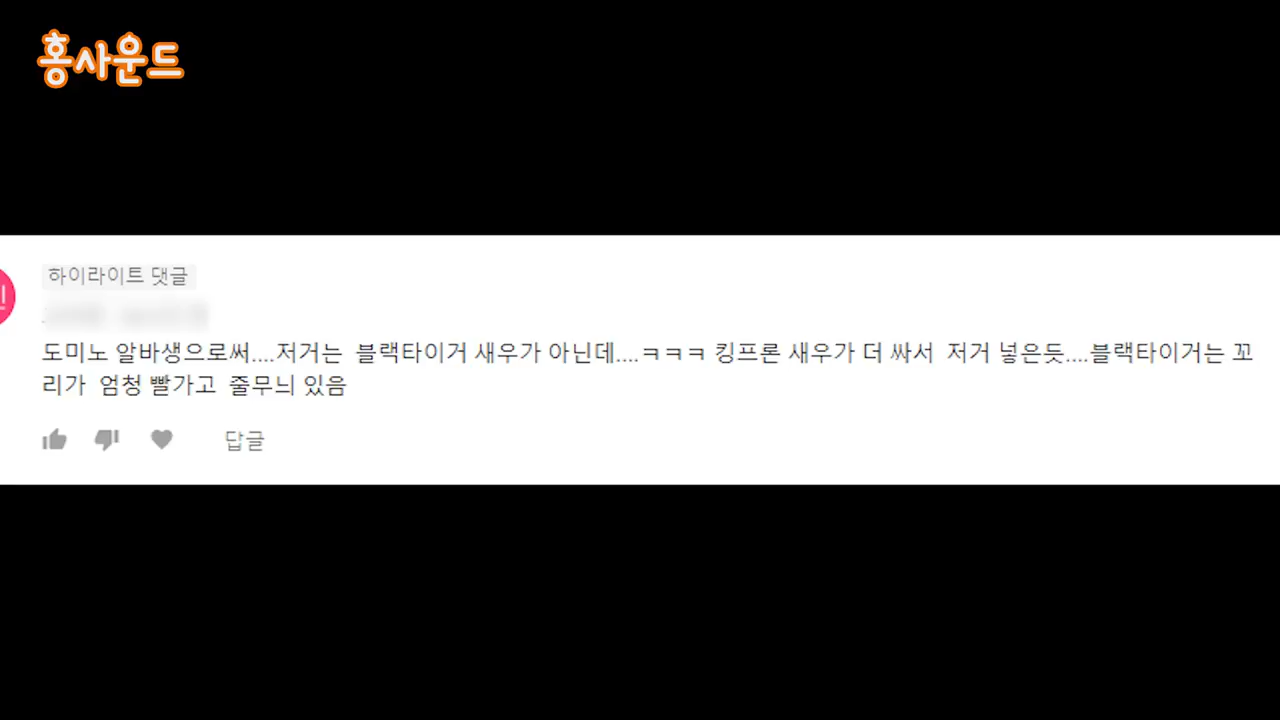 홍사운드
하이라이트 댓글
도미노 알바생으로써....저거는 블랙타이거 새우가 아닌데....ㅋㅋㅋ 킹프론 새우가 더 싸서 저거 넣은듯....블랙타이거는 꼬
리가 엄청 빨가고 줄무늬 있음
답글